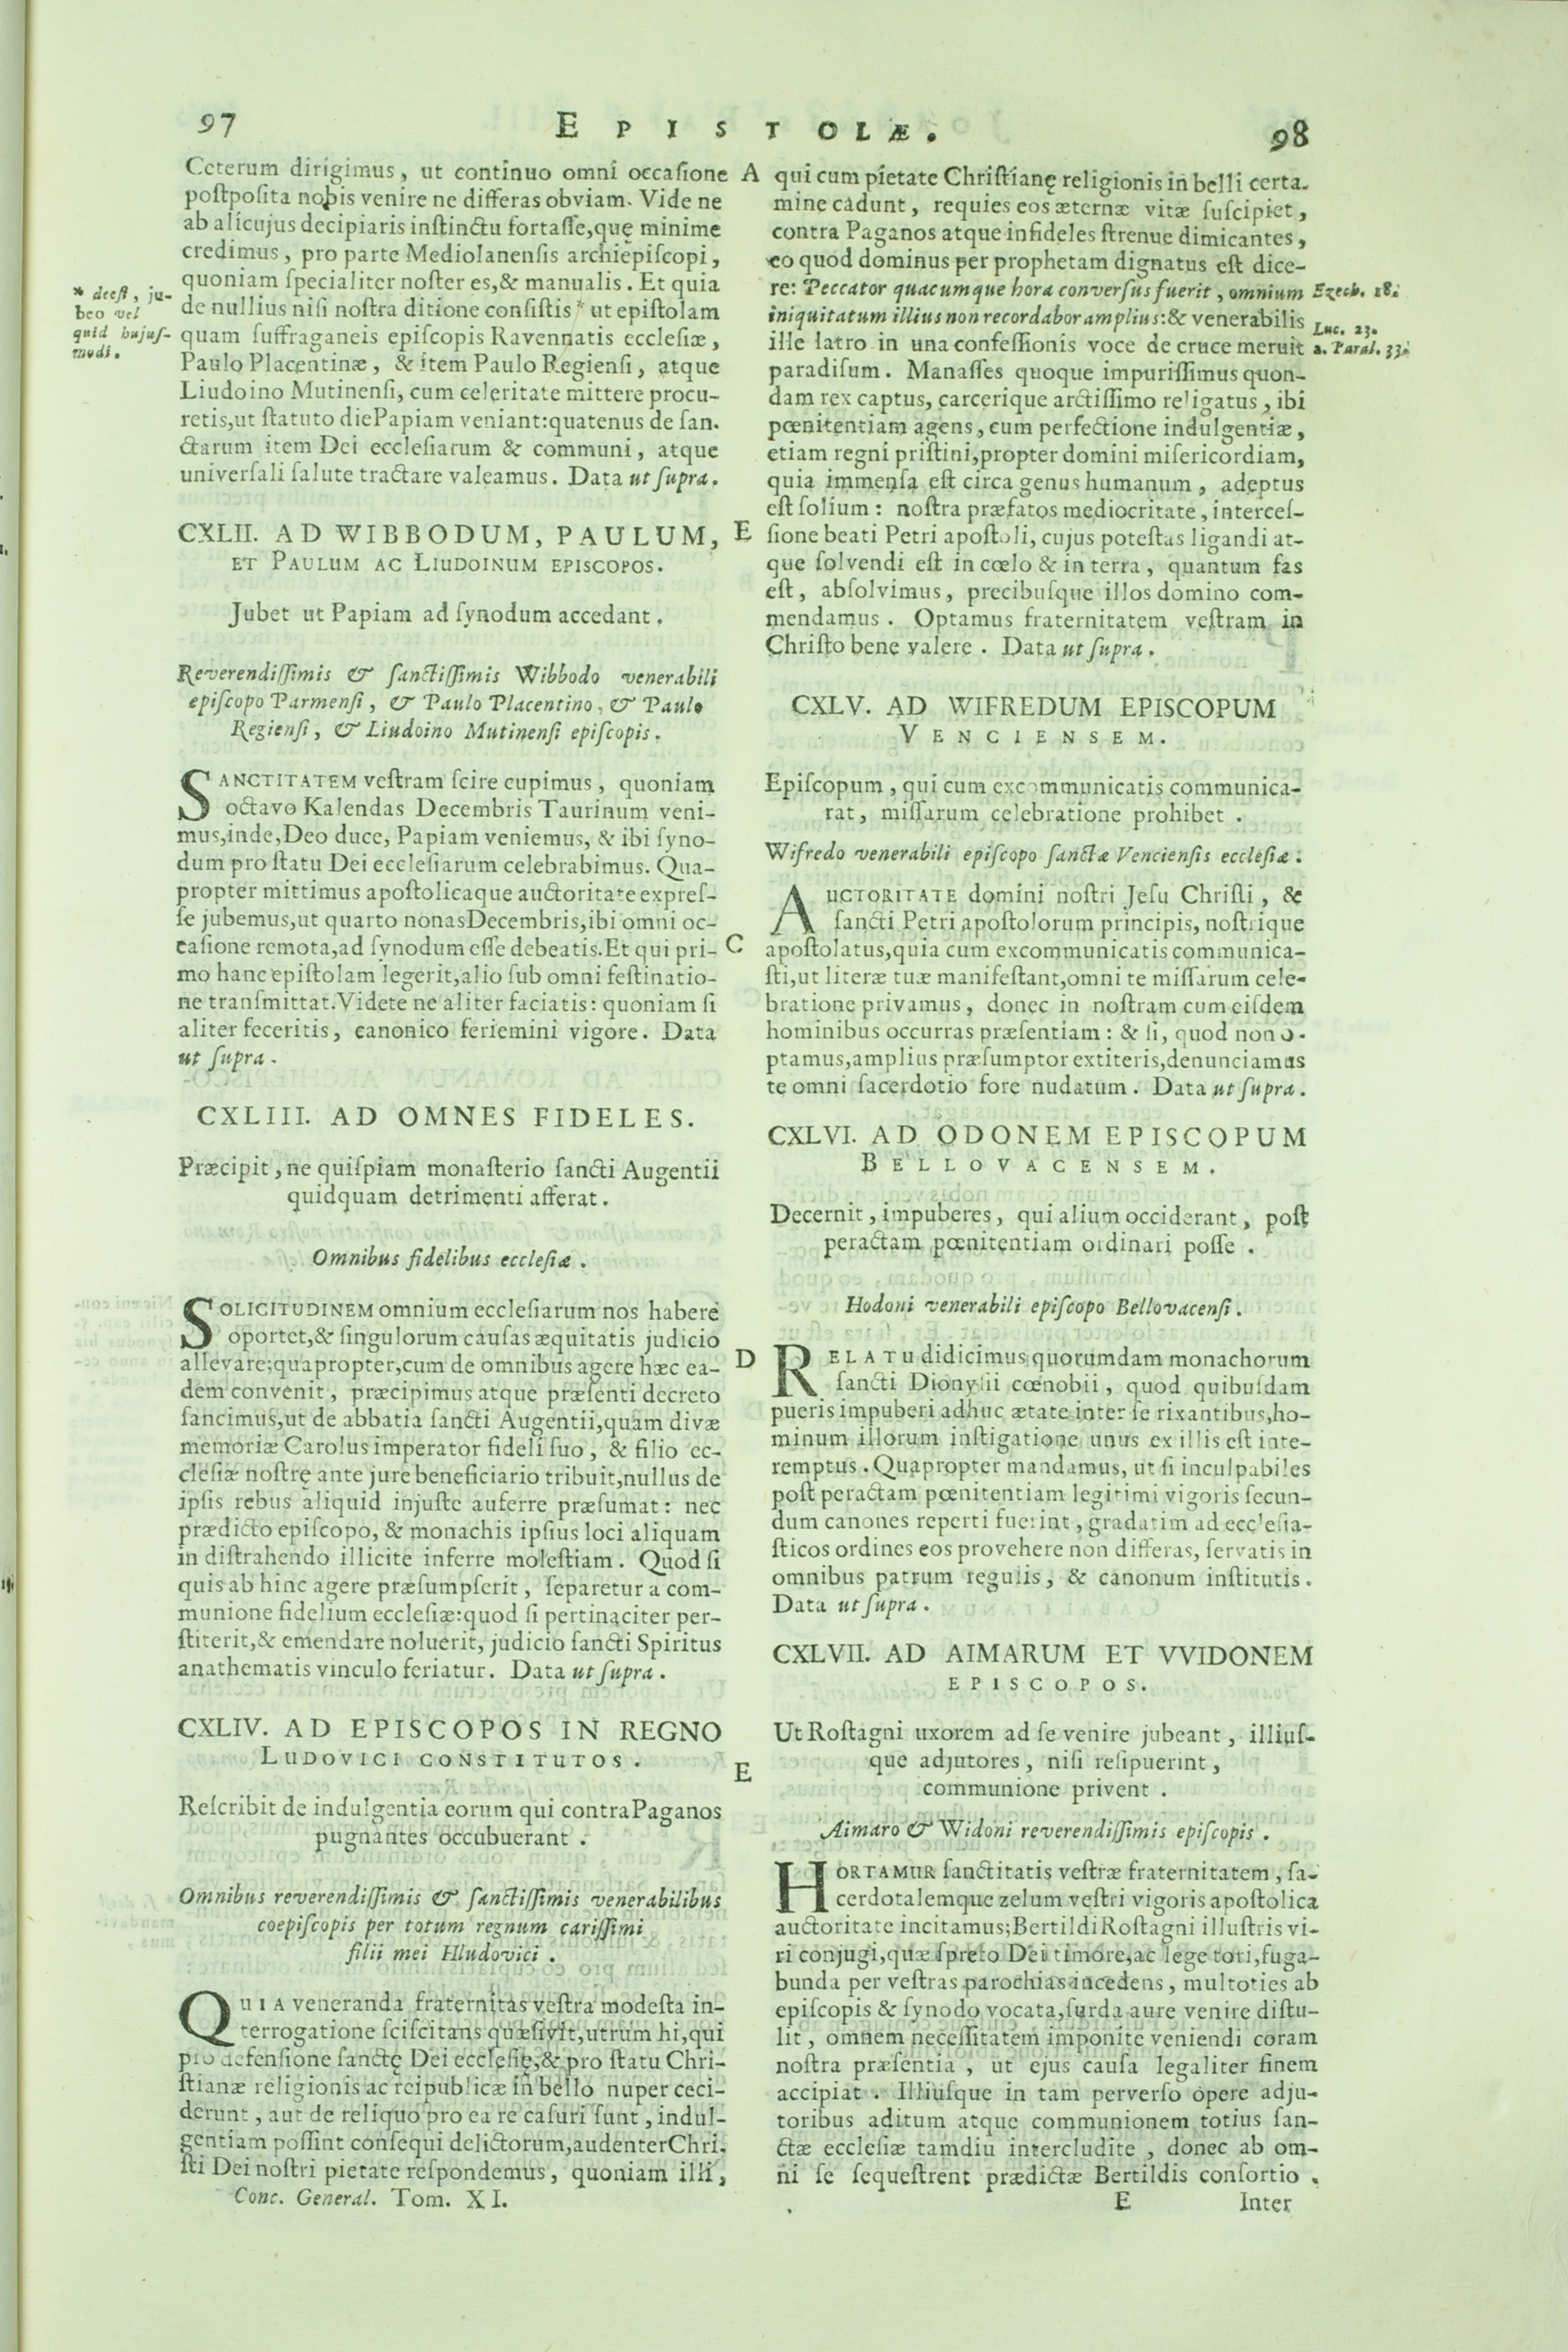 97
EPISTOLÆ.
98
Ceterum dirigimus, ut continuo omni occaſione
poſtpoſita nobis venire ne differas obviam. Vide ne
ab alicujus decipiaris inſtinctu fortaſſe,quę minime
credimus, pro parte Mediolanenſis archiepiſcopi,
quoniam ſpecialiter noſter es,& manualis. Et quia
de nullius niſi noſtra ditione conſiſtis * ut epiſtolam
quam ſuffraganeis epiſcopis Ravennatis eccleſiæ,
Paulo Placentinæ, & item Paulo Regienſi, atque
Liudoino Mutinenſi, cum celeritate mittere procu-
retis,ut ſtatuto die Papiam veniant:quatenus de ſan-
ctarum item Dei eccleſiarum & communi, atque
univerſali ſalute tractare valeamus. Data ut ſupra.
* deeſt, ju-
beo vel
quid hujuſ-
modi.
CXLII. AD WIBBODUM, PAULUM,
ET PAULUM AC LIUDOINUM EPISCOPOS.
Jubet ut Papiam ad ſynodum accedant.
Reverendiſſimis & ſanctiſſimis Wibbodo venerabili
epiſcopo Parmenſi, & Paulo Placentino, & Paulo
Regienſi, & Liudoino Mutinenſi epiſcopis.
SANCTITATEM veſtram ſcire cupimus, quoniam
octavo Kalendas Decembris Taurinum veni-
mus,inde,Deo duce, Papiam veniemus, & ibi ſyno-
dum pro ſtatu Dei eccleſiarum celebrabimus. Qua-
propter mittimus apoſtolicaque auctoritate expreſ-
ſe jubemus,ut quarto nonas Decembris,ibi omni oc-
caſione remota,ad ſynodum eſſe debeatis.Et qui pri-
mo hanc epiſtolam legerit,alio ſub omni feſtinatio-
ne tranſmittat.Videte ne aliter faciatis: quoniam ſi
aliter feceritis, canonico feriemini vigore. Data
ut ſupra.
CXLIII. AD OMNES FIDELES.
Præcipit, ne quiſpiam monaſterio ſancti Augentii
quidquam detrimenti afferat.
Omnibus fidelibus eccleſiæ.
SOLICITUDINEM omnium eccleſiarum nos habere
oportet,& ſingulorum cauſas æquitatis judicio
allevare;quapropter,cum de omnibus agere hæc ea-
dem convenit, præcipimus atque præſenti decreto
ſancimus,ut de abbatia ſancti Augentii,quam divæ
memoriæ Carolus imperator fideli ſuo, & filio ec-
cleſiæ noſtrę ante jure beneficiario tribuit,nullus de
ipſis rebus aliquid injuſte auferre præſumat: nec
prædicto epiſcopo, & monachis ipſius loci aliquam
in diſtrahendo illicite inferre moleſtiam. Quod ſi
quis ab hinc agere præſumpſerit, ſeparetur a com-
munione fidelium eccleſiæ:quod ſi pertinaciter per-
ſtiterit,& emendare noluerit, judicio ſancti Spiritus
anathematis vinculo feriatur. Data ut ſupra.
CXLIV. AD EPISCOPOS IN REGNO
LUDOVICI CONSTITUTOS.
Reſcribit de indulgentia eorum qui contra Paganos
pugnantes occubuerant.
Omnibus reverendiſſimis & ſanctiſſimis venerabilibus
coepiſcopis per totum regnum cariſſimi
filii mei Hludovici.
QUIA veneranda fraternitas veſtra modeſta in-
terrogatione ſciſcitans quæſivit,utrum hi,qui
pro defenſione ſanctę Dei eccleſię,& pro ſtatu Chri-
ſtianæ religionis ac reipublicæ in bello nuper ceci-
derunt, aut de reliquo pro ea re caſuri ſunt, indul-
gentiam poſſint conſequi delictorum,audenter Chri-
ſti Dei noſtri pietate reſpondemus, quoniam illi,
Conc. General. Tom. XI.
A
E
C
D
E
qui cum pietate Chriſtianę religionis in belli certa-
mine cadunt, requies eos æternæ vitæ ſuſcipiet,
contra Paganos atque infideles ſtrenue dimicantes,
eo quod dominus per prophetam dignatus eſt dice-
re: Peccator quacumque hora converſus fuerit, omnium
iniquitatum illius non recordabor amplius:& venerabilis
ille latro in una confeſſionis voce de cruce meruit
paradiſum. Manaſſes quoque impuriſſimus quon-
dam rex captus, carcerique arctiſſimo religatus, ibi
pœnitentiam agens, cum perfectione indulgentiæ,
etiam regni priſtini,propter domini miſericordiam,
quia immenſa eſt circa genus humanum, adeptus
eſt ſolium: noſtra præfatos mediocritate, interceſ-
ſione beati Petri apoſtoli, cujus poteſtas ligandi at-
que ſolvendi eſt in cœlo & in terra, quantum fas
eſt, abſolvimus, precibuſque illos domino com-
mendamus. Optamus fraternitatem veſtram in
Chriſto bene valere. Data ut ſupra.
Ezech. 18.
Luc. 23.
2. Paral. 33.
CXLV. AD WIFREDUM EPISCOPUM
VENCIENSEM.
Epiſcopum, qui cum excommunicatis communica-
rat, miſſarum celebratione prohibet.
Wifredo venerabili epiſcopo ſanctæ Vencienſis eccleſiæ.
AUCTORITATE domini noſtri Jeſu Chriſti, &
ſancti Petri apoſtolorum principis, noſtrique
apoſtolatus,quia cum excommunicatis communica-
ſti,ut literæ tuæ manifeſtant,omni te miſſarum cele-
bratione privamus, donec in noſtram cum eiſdem
hominibus occurras præſentiam: & ſi, quod non o-
ptamus,amplius præſumptor extiteris,denunciamus
te omni ſacerdotio fore nudatum. Data ut ſupra.
CXLVI. AD ODONEM EPISCOPUM
BELLOVACENSEM.
Decernit, impuberes, qui alium occiderant, poſt
peractam pœnitentiam ordinari poſſe.
Hodoni venerabili epiſcopo Bellovacenſi.
RELATU didicimus quorumdam monachorum
ſancti Dionyſii cœnobii, quod quibuſdam
pueris impuberi adhuc ætate inter ſe rixantibus,ho-
minum illorum inſtigatione unus ex illis eſt inte-
remptus. Quapropter mandamus, ut ſi inculpabiles
poſt peractam pœnitentiam legitimi vigoris ſecun-
dum canones reperti fuerint, gradatim ad eccleſia-
ſticos ordines eos provehere non differas, ſervatis in
omnibus patrum regulis, & canonum inſtitutis.
Data ut ſupra.
CXLVII. AD AIMARUM ET VVIDONEM
EPISCOPOS.
Ut Roſtagni uxorem ad ſe venire jubeant, illiuſ-
que adjutores, niſi reſipuerint,
communione privent.
Aimaro & Widoni reverendiſſimis epiſcopis.
HORTAMUR ſanctitatis veſtræ fraternitatem, ſa-
cerdotalemque zelum veſtri vigoris apoſtolica
auctoritate incitamus;Bertildi Roſtagni illuſtris vi-
ri conjugi,quæ ſpreto Dei timore,ac lege tori,fuga-
bunda per veſtras parochias incedens, multoties ab
epiſcopis & ſynodo vocata,ſurda aure venire diſtu-
lit, omnem neceſſitatem imponite veniendi coram
noſtra præſentia, ut ejus cauſa legaliter finem
accipiat. Illiuſque in tam perverſo opere adju-
toribus aditum atque communionem totius ſan-
ctæ eccleſiæ tamdiu intercludite, donec ab om-
ni ſe ſequeſtrent prædictæ Bertildis conſortio.
E
Inter